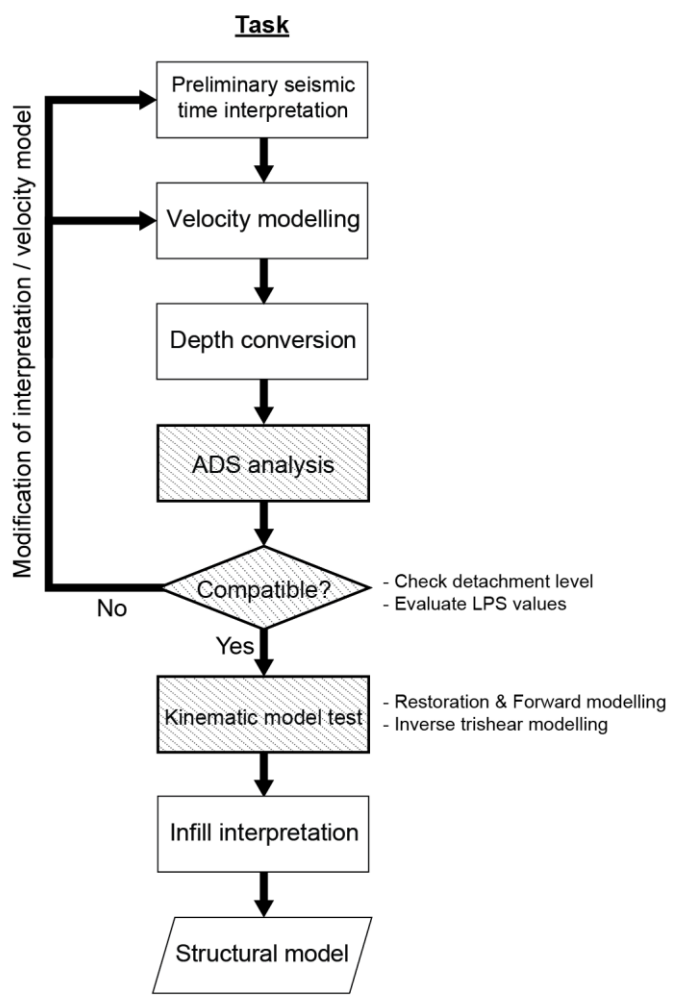 Task
Preliminary seismic
time interpretation
Velocity modelling
Depth conversion
ADS analysis
Compatible?
- Check detachment level
- Evaluate LPS values
No
Yes
Kinematic model test
- Restoration & Forward modelling
- Inverse trishear modelling
Infill interpretation
Structural model
Modification of interpretation / velocity model